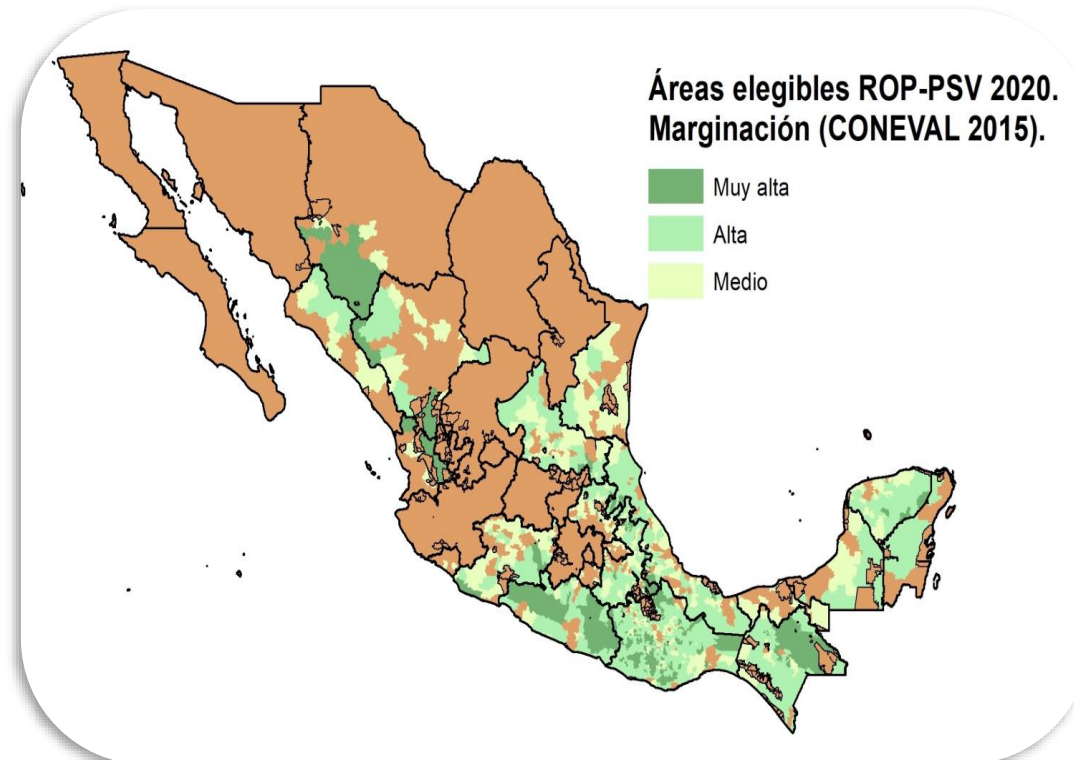 Áreas elegibles ROP-PSV 2020.
Marginación (CONEVAL 2015).
Muy alta
Alta
Medio